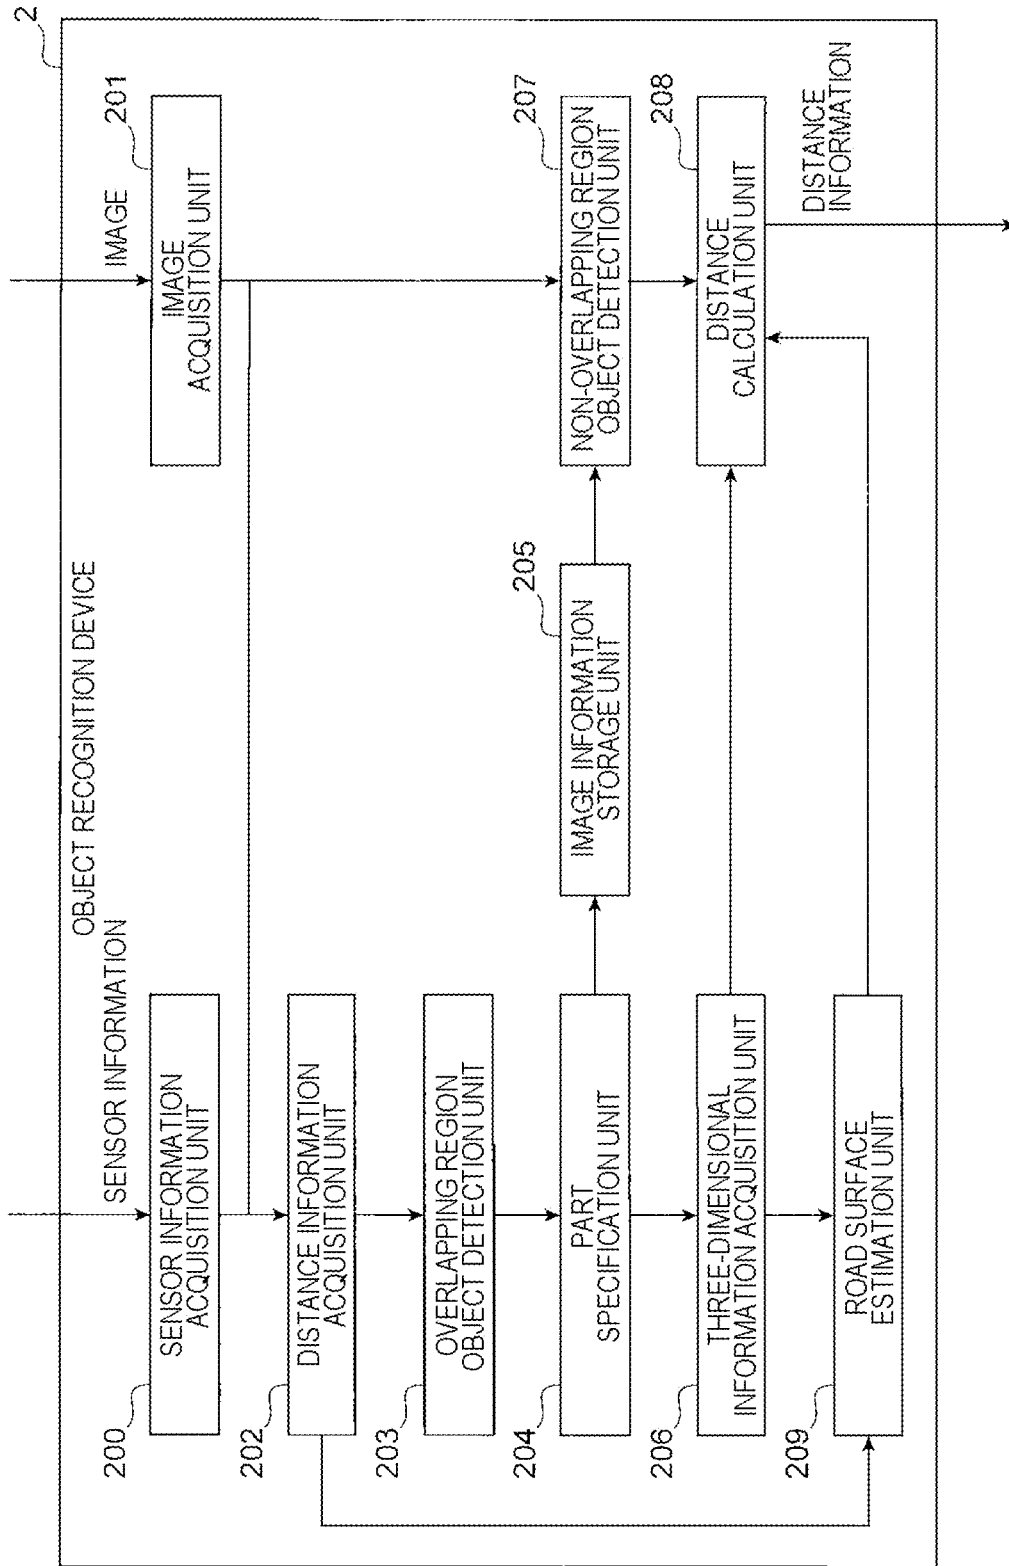 2
OBJECT RECOGNITION DEVICE
SENSOR INFORMATION
IMAGE
200
SENSOR INFORMATION
ACQUISITION UNIT
201
IMAGE
ACQUISITION UNIT
202
DISTANCE INFORMATION
ACQUISITION UNIT
203
OVERLAPPING REGION
OBJECT DETECTION UNIT
204
PART
SPECIFICATION UNIT
205
IMAGE INFORMATION
STORAGE UNIT
207
NON-OVERLAPPING REGION
OBJECT DETECTION UNIT
206
THREE-DIMENSIONAL
INFORMATION ACQUISITION UNIT
208
DISTANCE
CALCULATION UNIT
209
ROAD SURFACE
ESTIMATION UNIT
DISTANCE
INFORMATION